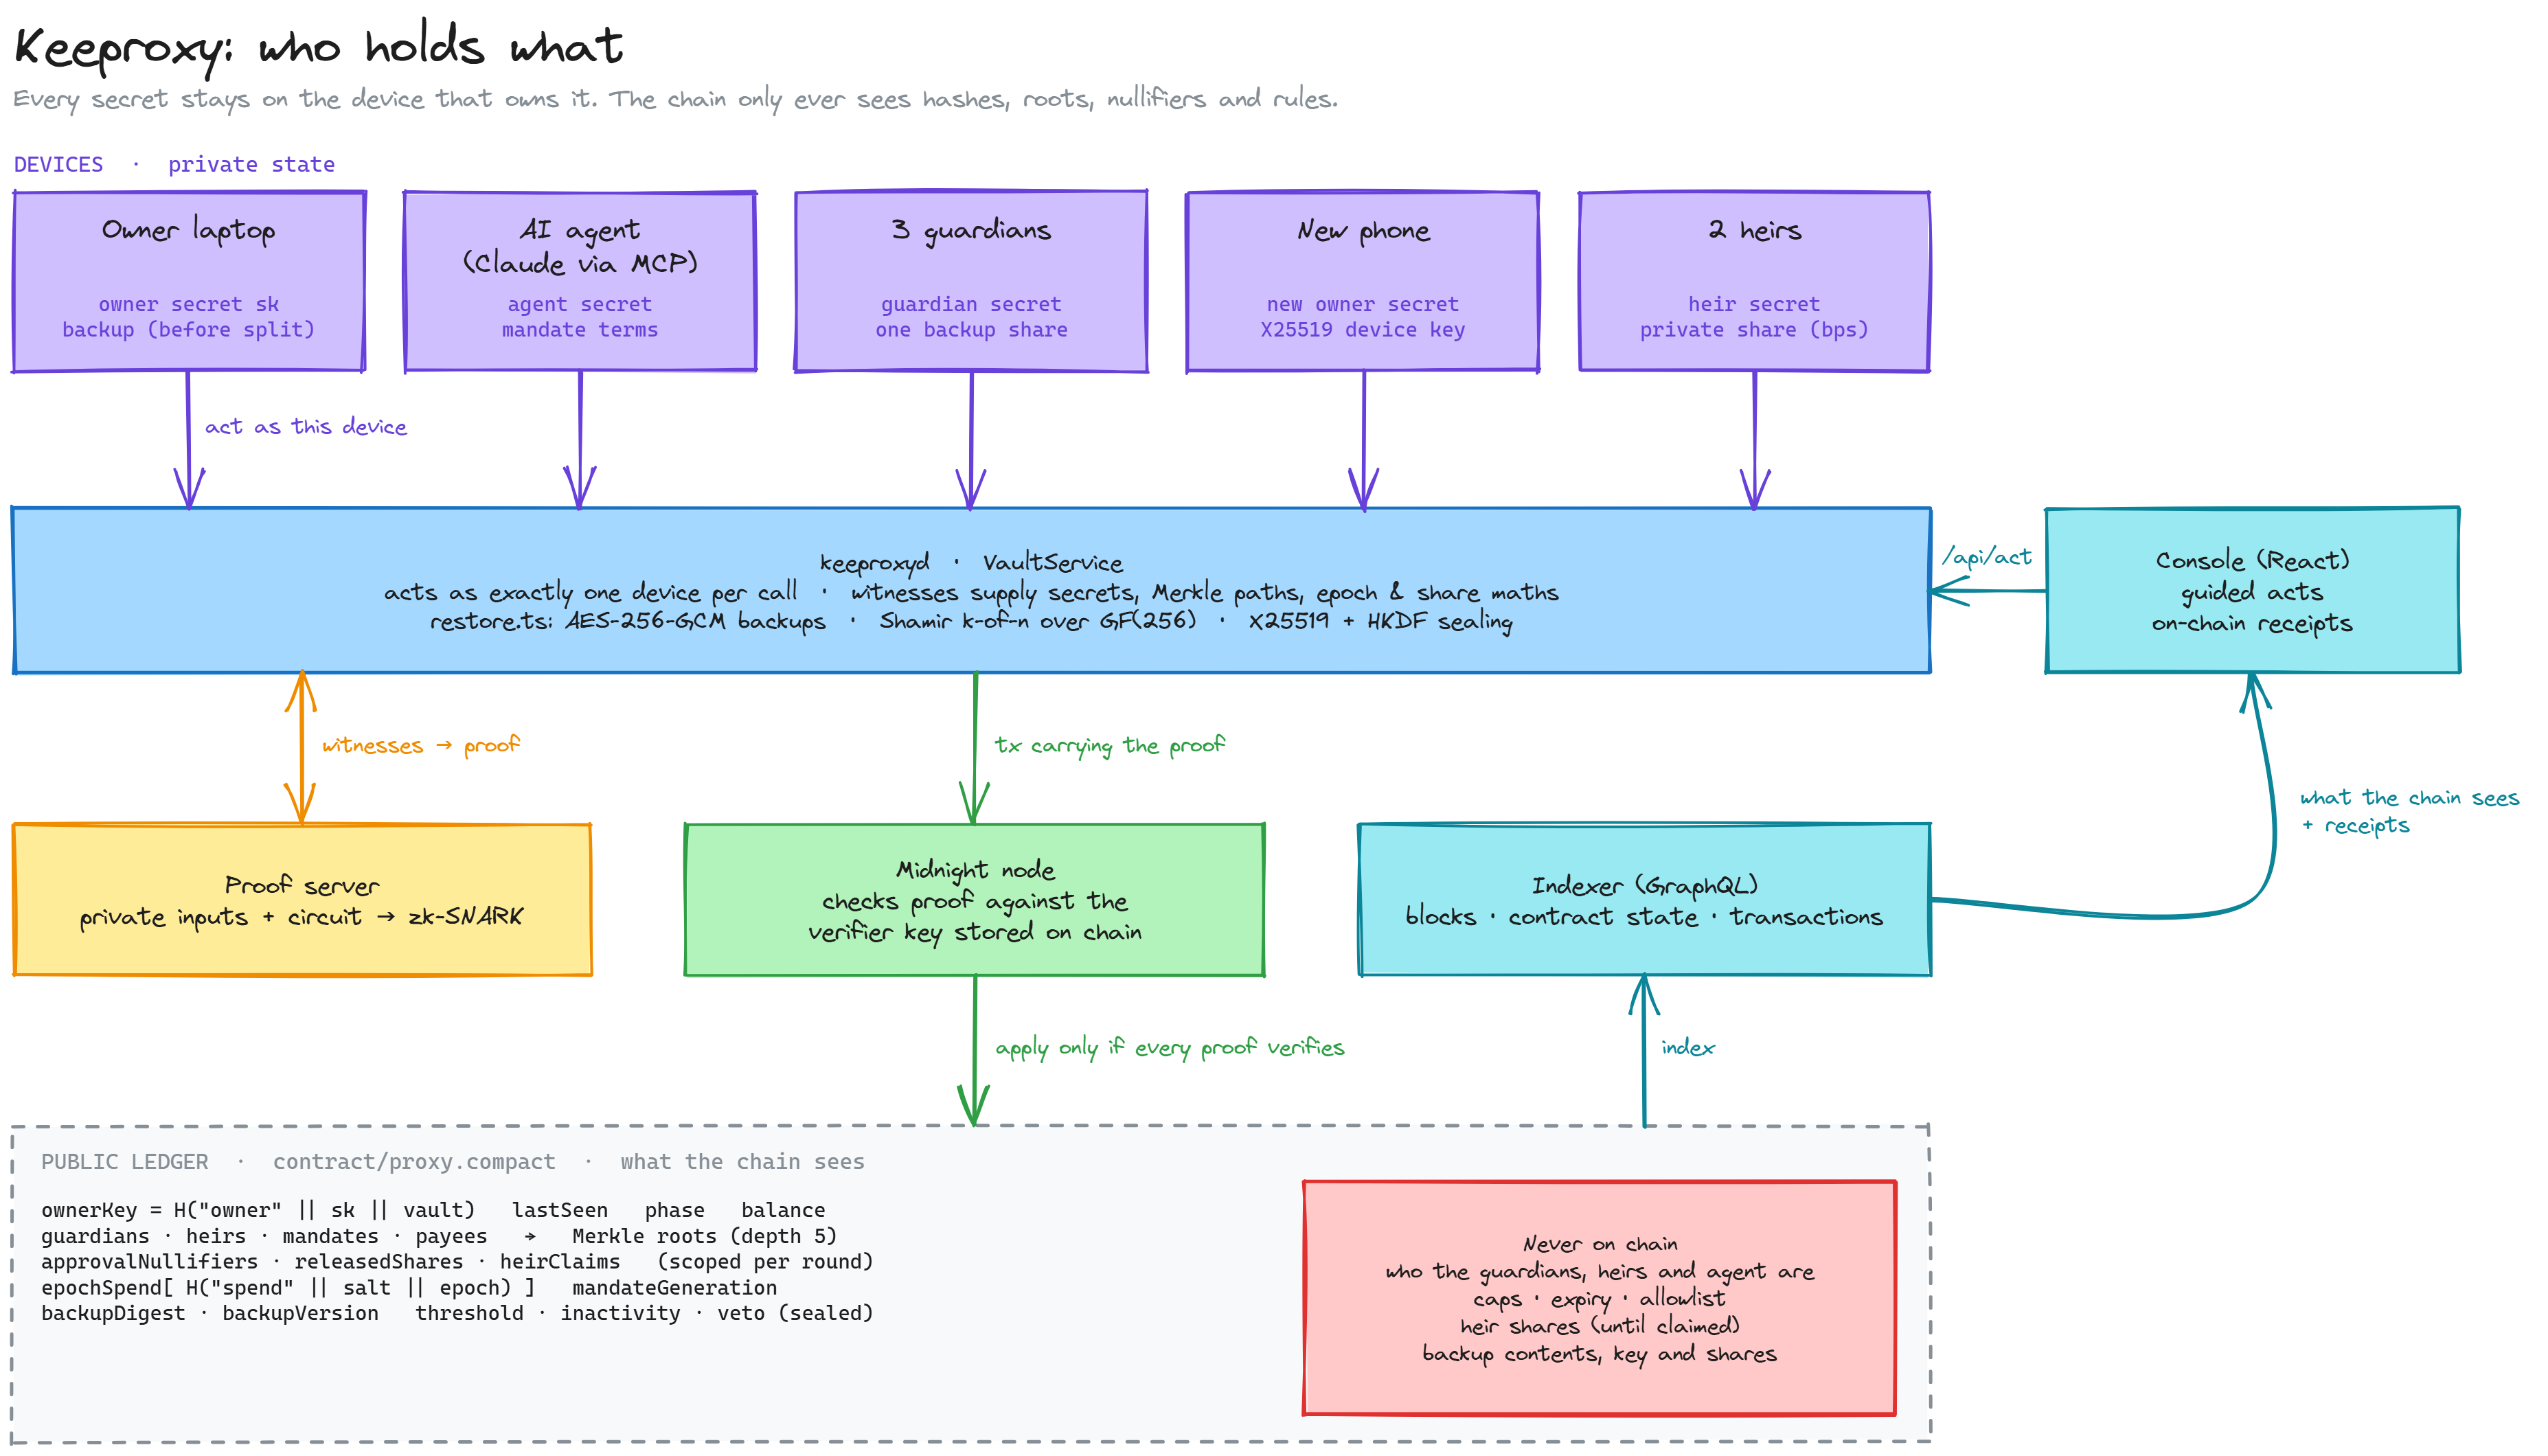 Keeproxy: who holds what
Every secret stays on the device that owns it. The chain only ever sees hashes, roots, nullifiers and rules.
DEVICES · private state
Owner laptop
owner secret sk
backup (before split)
AI agent
(Claude via MCP)
agent secret
mandate terms
3 guardians
guardian secret
one backup share
New phone
new owner secret
X25519 device key
2 heirs
heir secret
private share (bps)
act as this device
keeproxyd · VaultService
acts as exactly one device per call · witnesses supply secrets, Merkle paths, epoch & share maths
restore.ts: AES-256-GCM backups · Shamir k-of-n over GF(256) · X25519 + HKDF sealing
/api/act
Console (React)
guided acts
on-chain receipts
witnesses → proof
tx carrying the proof
what the chain sees
+ receipts
Proof server
private inputs + circuit → zk-SNARK
Midnight node
checks proof against the
verifier key stored on chain
Indexer (GraphQL)
blocks · contract state · transactions
apply only if every proof verifies
index
PUBLIC LEDGER · contract/proxy.compact · what the chain sees
ownerKey = H("owner" || sk || vault) lastSeen phase balance
guardians · heirs · mandates · payees → Merkle roots (depth 5)
approvalNullifiers · releasedShares · heirClaims (scoped per round)
epochSpend[ H("spend" || salt || epoch) ] mandateGeneration
backupDigest · backupVersion threshold · inactivity · veto (sealed)
Never on chain
who the guardians, heirs and agent are
caps · expiry · allowlist
heir shares (until claimed)
backup contents, key and shares